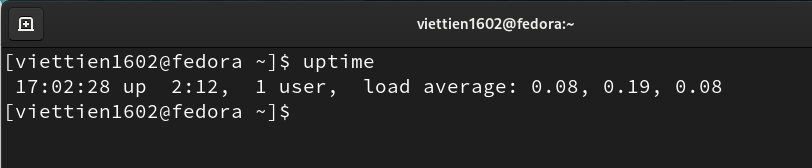 viettien1602@fedora:~
[viettien1602@fedora ~]$ uptime
 17:02:28 up  2:12,  1 user,  load average: 0.08, 0.19, 0.08
[viettien1602@fedora ~]$